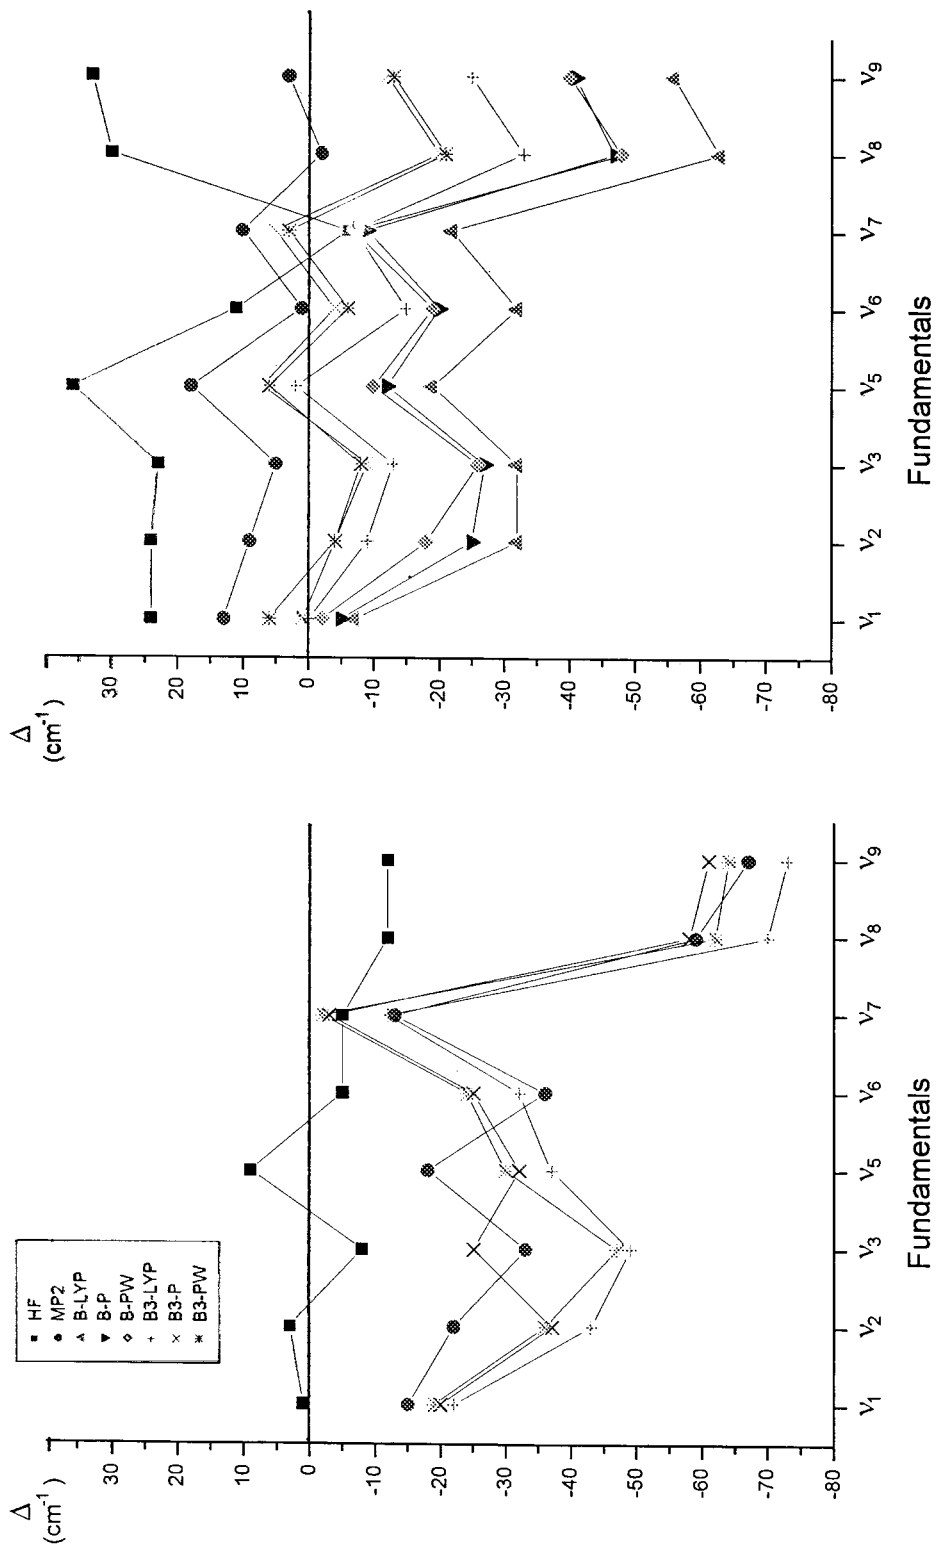 Δ
(cm⁻¹)
30
20
10
0
-10
-20
-30
-40
-50
-60
-70
-80
HF
MP2
B-LYP
B-P
B-PW
B3-LYP
B3-P
B3-PW
ν₁
ν₂
ν₃
ν₅
ν₆
ν₇
ν₈
ν₉
Fundamentals
Δ
(cm⁻¹)
30
20
10
0
-10
-20
-30
-40
-50
-60
-70
-80
ν₁
ν₂
ν₃
ν₅
ν₆
ν₇
ν₈
ν₉
Fundamentals